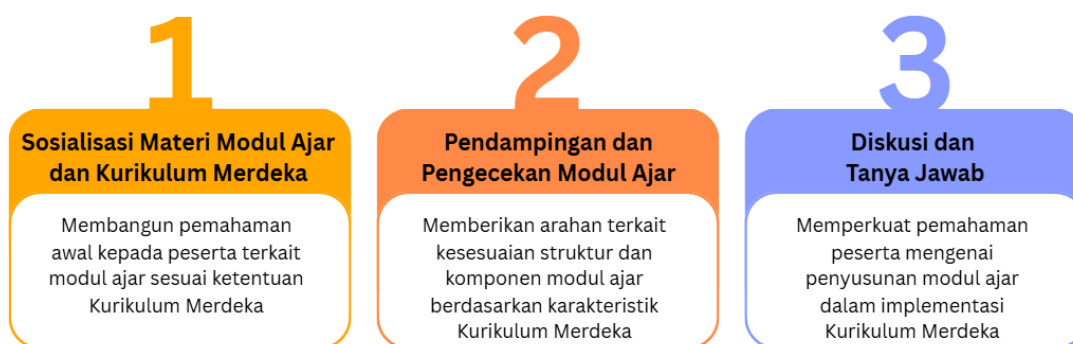 1
Sosialisasi Materi Modul Ajar
dan Kurikulum Merdeka
Membangun pemahaman
awal kepada peserta terkait
modul ajar sesuai ketentuan
Kurikulum Merdeka
2
Pendampingan dan
Pengecekan Modul Ajar
Memberikan arahan terkait
kesesuaian struktur dan
komponen modul ajar
berdasarkan karakteristik
Kurikulum Merdeka
3
Diskusi dan
Tanya Jawab
Memperkuat pemahaman
peserta mengenai
penyusunan modul ajar
dalam implementasi
Kurikulum Merdeka